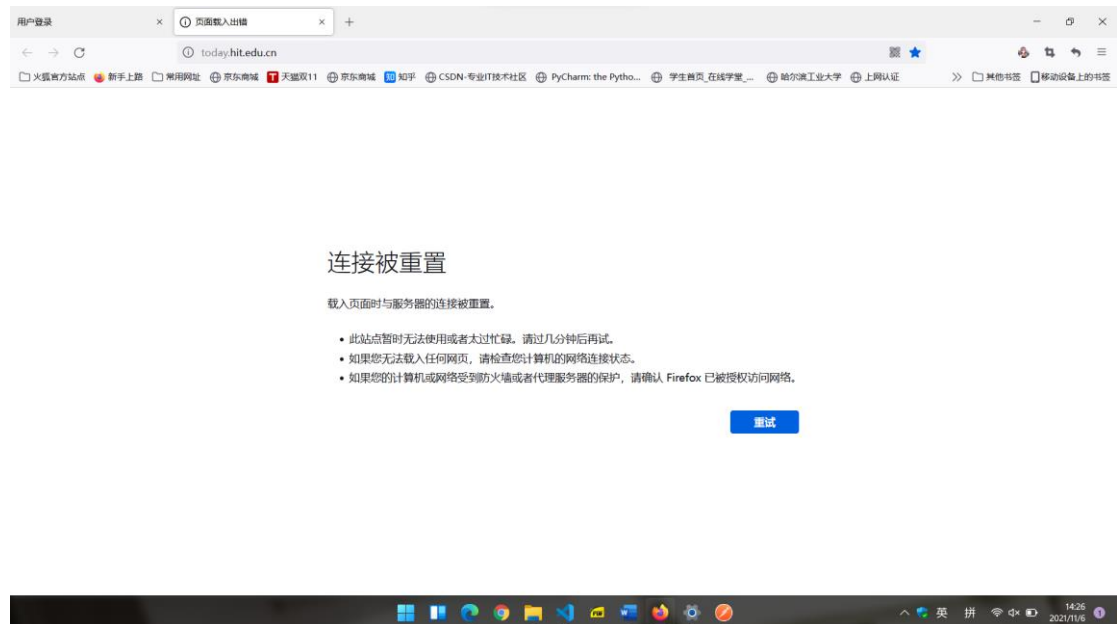 用户登录
页面载入出错
today.hit.edu.cn
火狐官方站点 新手上路 常用网址 京东商城 天猫双11 京东商城 知乎 CSDN-专业IT技术社区 PyCharm: the Pytho... 学生首页_在线学堂_... 哈尔滨工业大学 上网认证 其他书签 移动设备上的书签
连接被重置
载入页面时与服务器的连接被重置。
• 此站点暂时无法使用或者太过忙碌。请过几分钟后再试。
• 如果您无法载入任何网页，请检查您计算机的网络连接状态。
• 如果您的计算机或网络受到防火墙或者代理服务器的保护，请确认 Firefox 已被授权访问网络。
重试
英 拼
14:26
2021/11/6
1